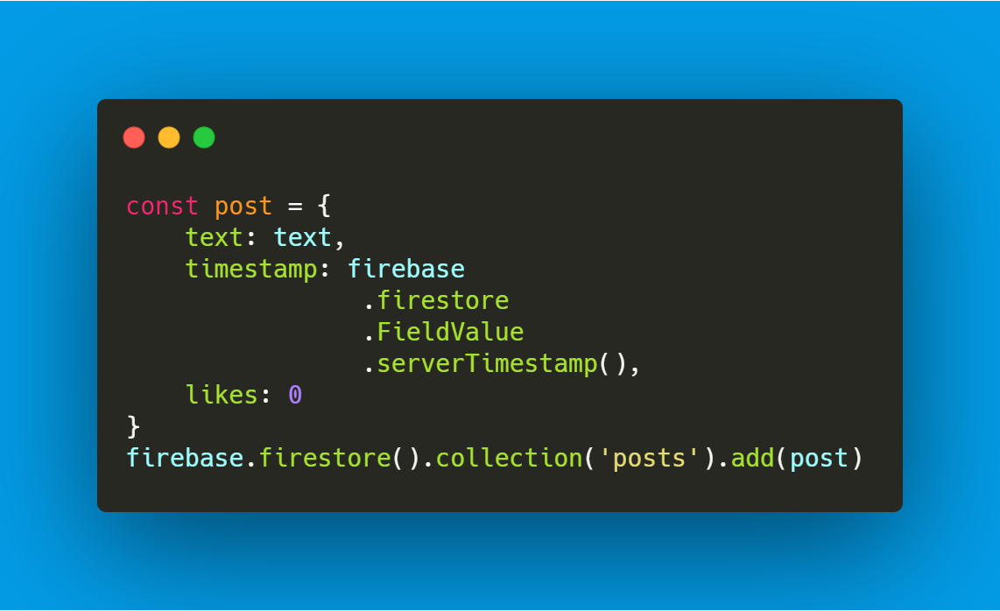 const post = {
    text: text,
    timestamp: firebase
                .firestore
                .FieldValue
                .serverTimestamp(),
    likes: 0
}
firebase.firestore().collection('posts').add(post)